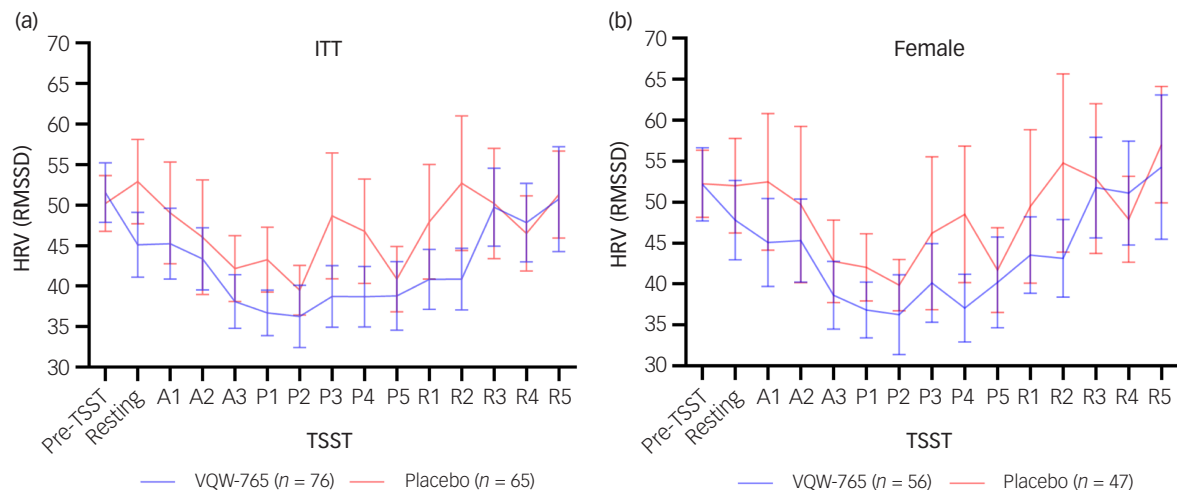 (a)
ITT
HRV (RMSSD)
70
65
60
55
50
45
40
35
30
Pre-TSST Resting A1 A2 A3 P1 P2 P3 P4 P5 R1 R2 R3 R4 R5
TSST
VQW-765 (n = 76) Placebo (n = 65)
(b)
Female
HRV (RMSSD)
70
65
60
55
50
45
40
35
30
Pre-TSST Resting A1 A2 A3 P1 P2 P3 P4 P5 R1 R2 R3 R4 R5
TSST
VQW-765 (n = 56) Placebo (n = 47)